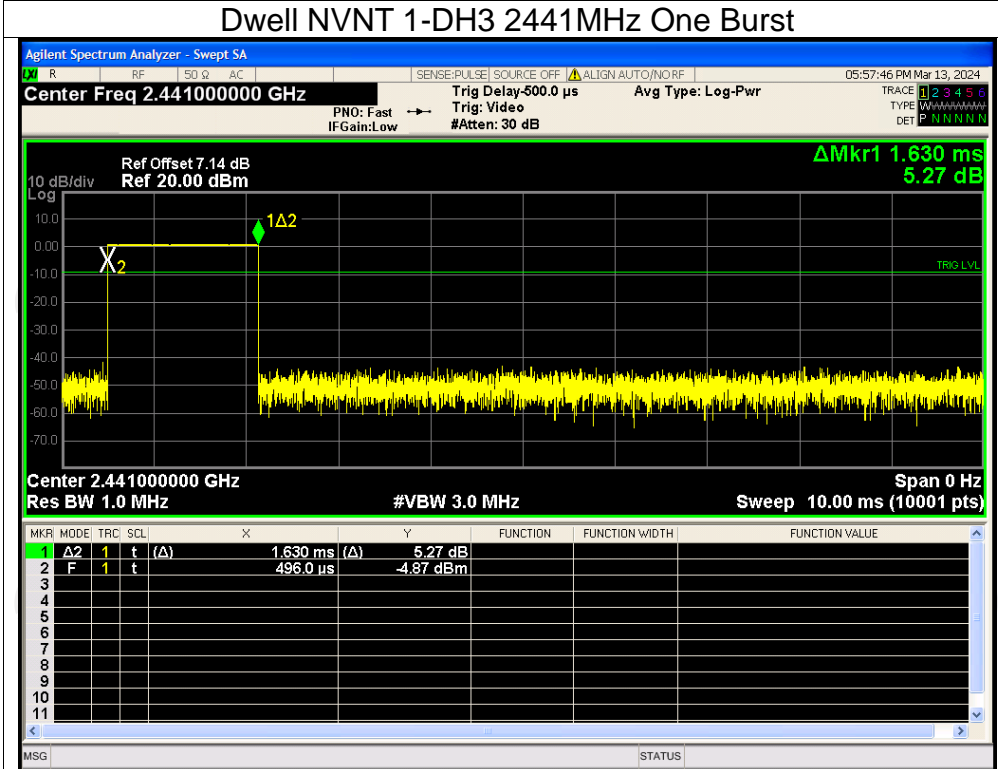 Dwell NVNT 1-DH3 2441MHz One Burst
Agilent Spectrum Analyzer - Swept SA
LXI R RF 50 Ω AC SENSE:PULSE SOURCE OFF ALIGN AUTO/NO RF 05:57:46 PM Mar 13, 2024
Center Freq 2.441000000 GHz Trig Delay-500.0 µs Avg Type: Log-Pwr TRACE 1 2 3 4 5 6
PNO: Fast Trig: Video TYPE W
IFGain:Low #Atten: 30 dB DET P N N N N N
ΔMkr1 1.630 ms
5.27 dB
Ref Offset 7.14 dB
10 dB/div Ref 20.00 dBm
Log
10.0
1Δ2
0.00
2
TRIG LVL
-10.0
-20.0
-30.0
-40.0
-50.0
-60.0
-70.0
Center 2.441000000 GHz Span 0 Hz
Res BW 1.0 MHz #VBW 3.0 MHz Sweep 10.00 ms (10001 pts)
MKR MODE TRC SCL X Y FUNCTION FUNCTION WIDTH FUNCTION VALUE
1 Δ2 1 t (Δ) 1.630 ms (Δ) 5.27 dB
2 F 1 t 496.0 µs -4.87 dBm
3
4
5
6
7
8
9
10
11
MSG STATUS